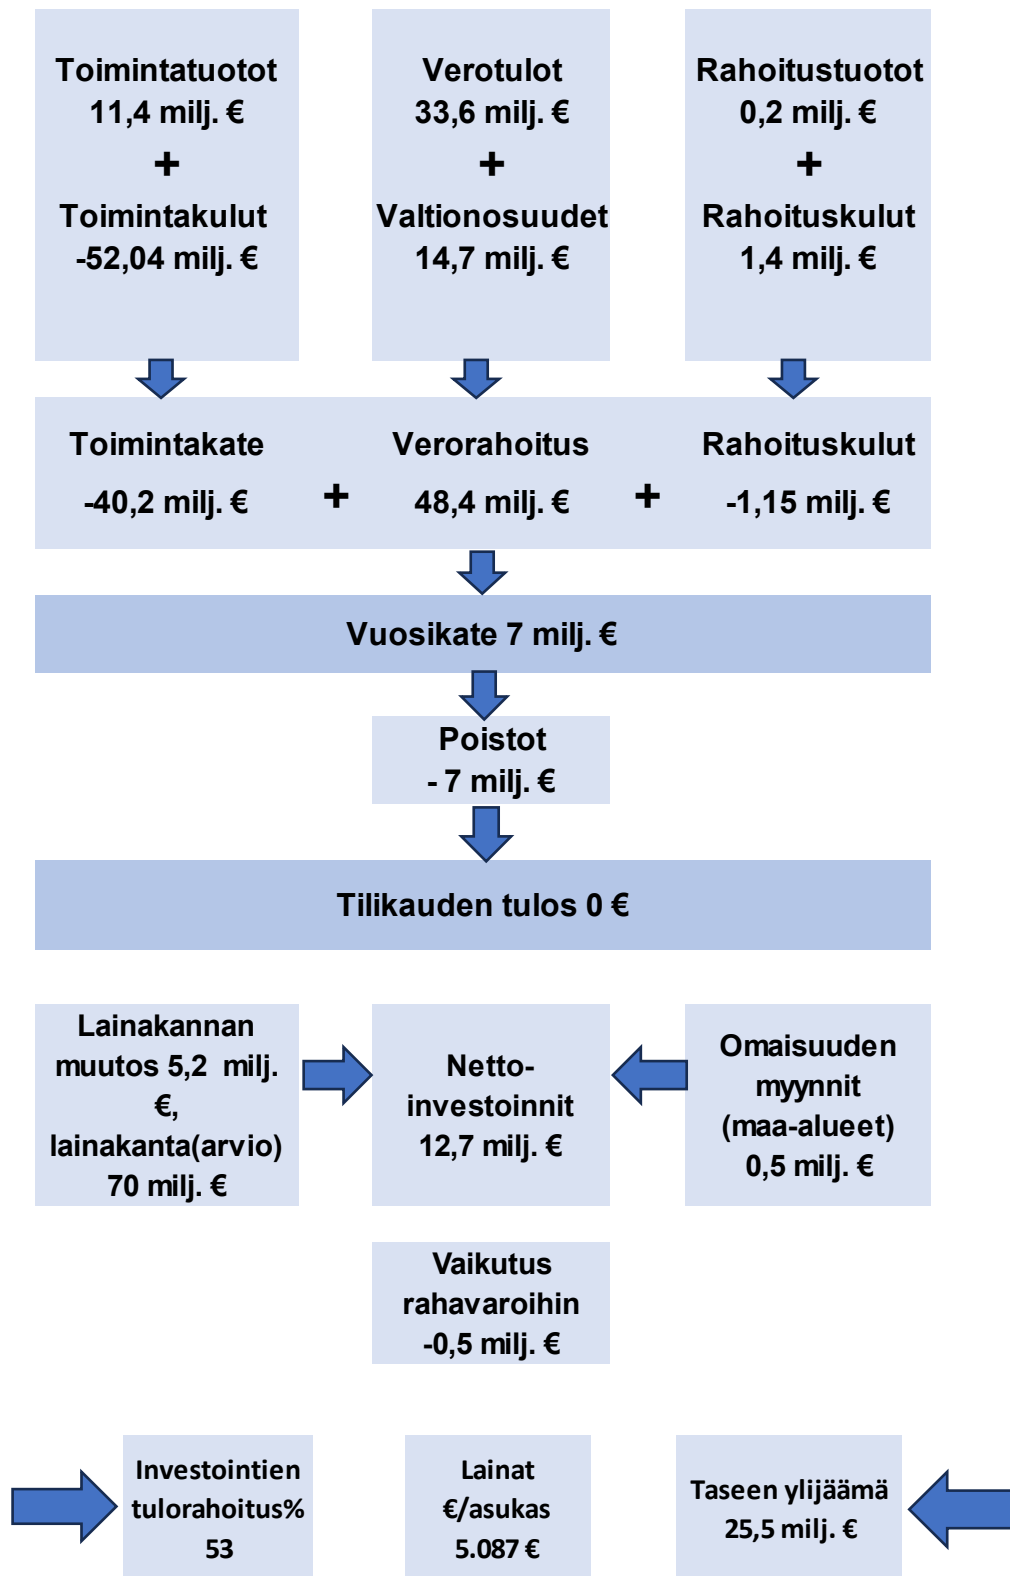 Toimintatuotot
11,4 milj. €
+
Toimintakulut
-52,04 milj. €
Verotulot
33,6 milj. €
+
Valtionosuudet
14,7 milj. €
Rahoitustuotot
0,2 milj. €
+
Rahoituskulut
1,4 milj. €
Toimintakate
-40,2 milj. €
+
Verorahoitus
48,4 milj. €
+
Rahoituskulut
-1,15 milj. €
Vuosikate 7 milj. €
Poistot
- 7 milj. €
Tilikauden tulos 0 €
Lainakannan
muutos 5,2 milj.
€,
lainakanta(arvio)
70 milj. €
Netto-
investoinnit
12,7 milj. €
Omaisuuden
myynnit
(maa-alueet)
0,5 milj. €
Vaikutus
rahavaroihin
-0,5 milj. €
Investointien
tulorahoitus%
53
Lainat
€/asukas
5.087 €
Taseen ylijäämä
25,5 milj. €